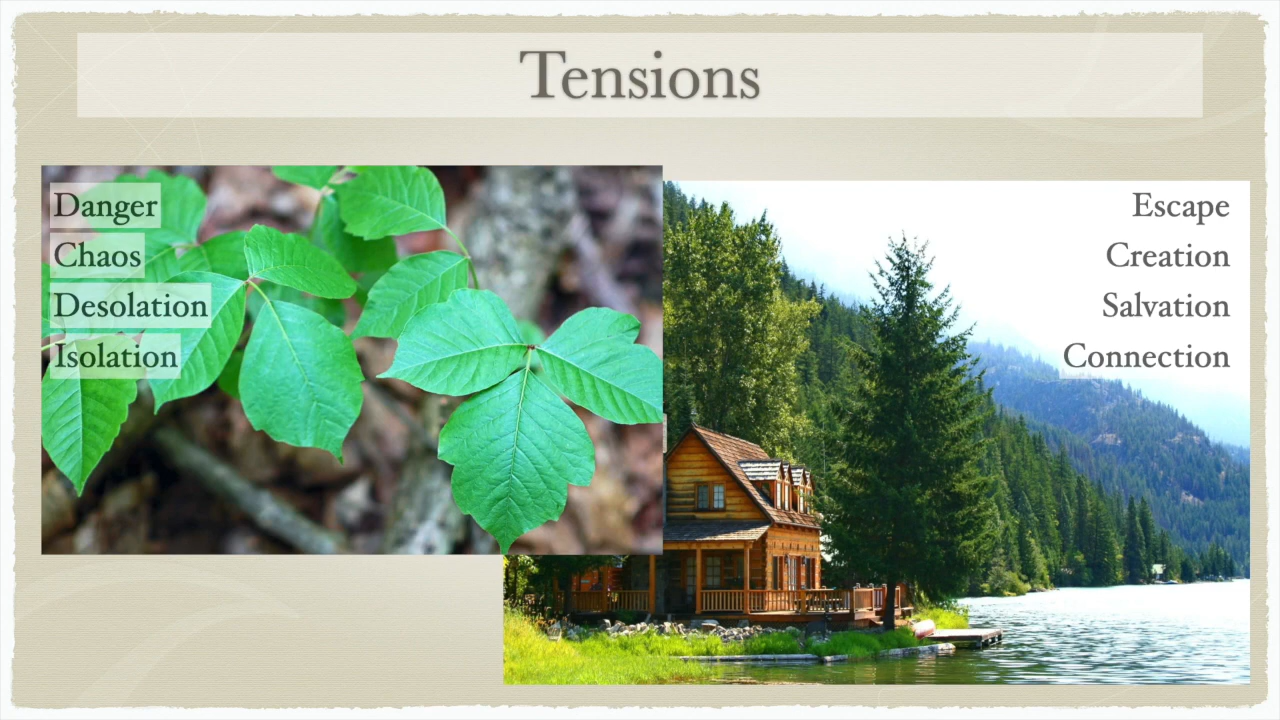 Tensions
Danger
Chaos
Desolation
Isolation
Escape
Creation
Salvation
Connection